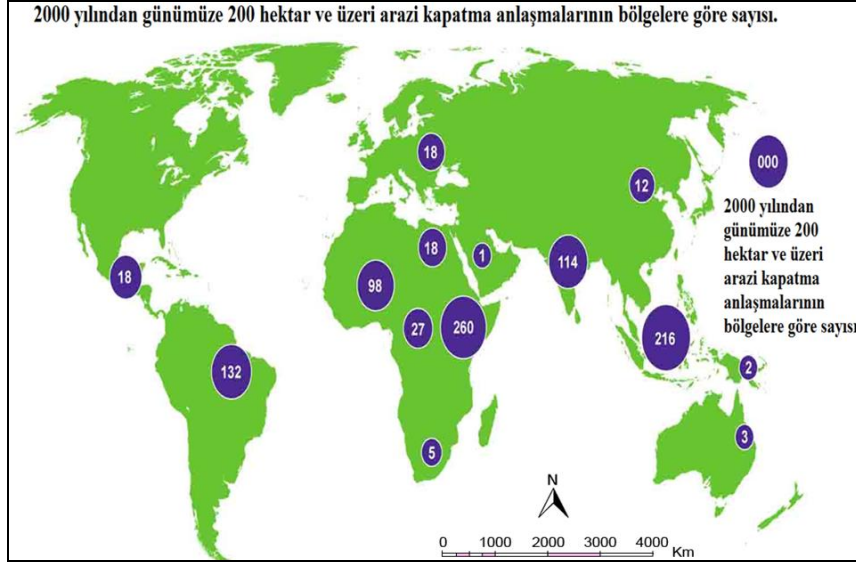 2000 yılından günümüze 200 hektar ve üzeri arazi kapatma anlaşmalarının bölgelere göre sayısı.
18
12
000
2000 yılından
günümüze 200
hektar ve üzeri
arazi kapatma
anlaşmalarının
bölgelere göre sayısı
18
1
114
18
98
27
260
216
132
2
3
5
N
0 1000 2000 3000 4000
Km